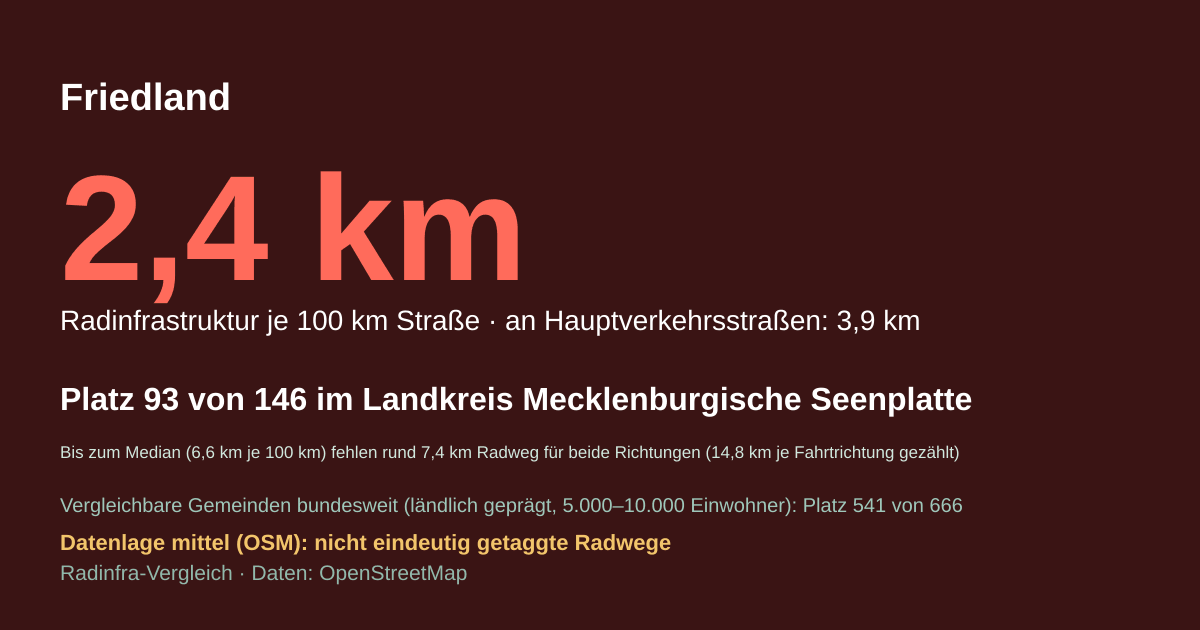 Friedland
2,4 km
Radinfrastruktur je 100 km Straße · an Hauptverkehrsstraßen: 3,9 km
Platz 93 von 146 im Landkreis Mecklenburgische Seenplatte
Bis zum Median (6,6 km je 100 km) fehlen rund 7,4 km Radweg für beide Richtungen (14,8 km je Fahrtrichtung gezählt)
Vergleichbare Gemeinden bundesweit (ländlich geprägt, 5.000–10.000 Einwohner): Platz 541 von 666
Datenlage mittel (OSM): nicht eindeutig getaggte Radwege
Radinfra-Vergleich · Daten: OpenStreetMap